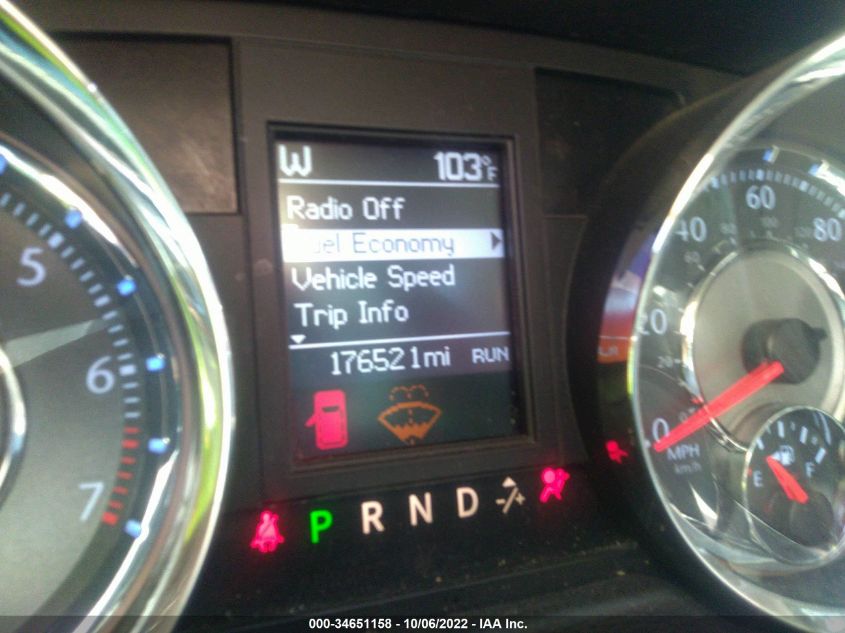 W 103°F
Radio Off
Fuel Economy
Vehicle Speed
Trip Info
176521mi RUN
P R N D -/+
5
6
7
0
20
40
60
80
MPH
km/h
E F
000-34651158 - 10/06/2022 - IAA Inc.